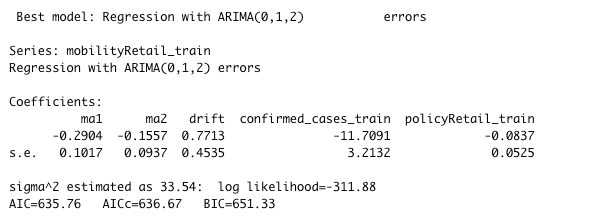 Best model: Regression with ARIMA(0,1,2) errors
Series: mobilityRetail_train
Regression with ARIMA(0,1,2) errors
Coefficients:
ma1 ma2 drift confirmed_cases_train policyRetail_train
-0.2904 -0.1557 0.7713 -11.7091 -0.0837
s.e. 0.1017 0.0937 0.4535 3.2132 0.0525
sigma^2 estimated as 33.54: log likelihood=-311.88
AIC=635.76 AICc=636.67 BIC=651.33